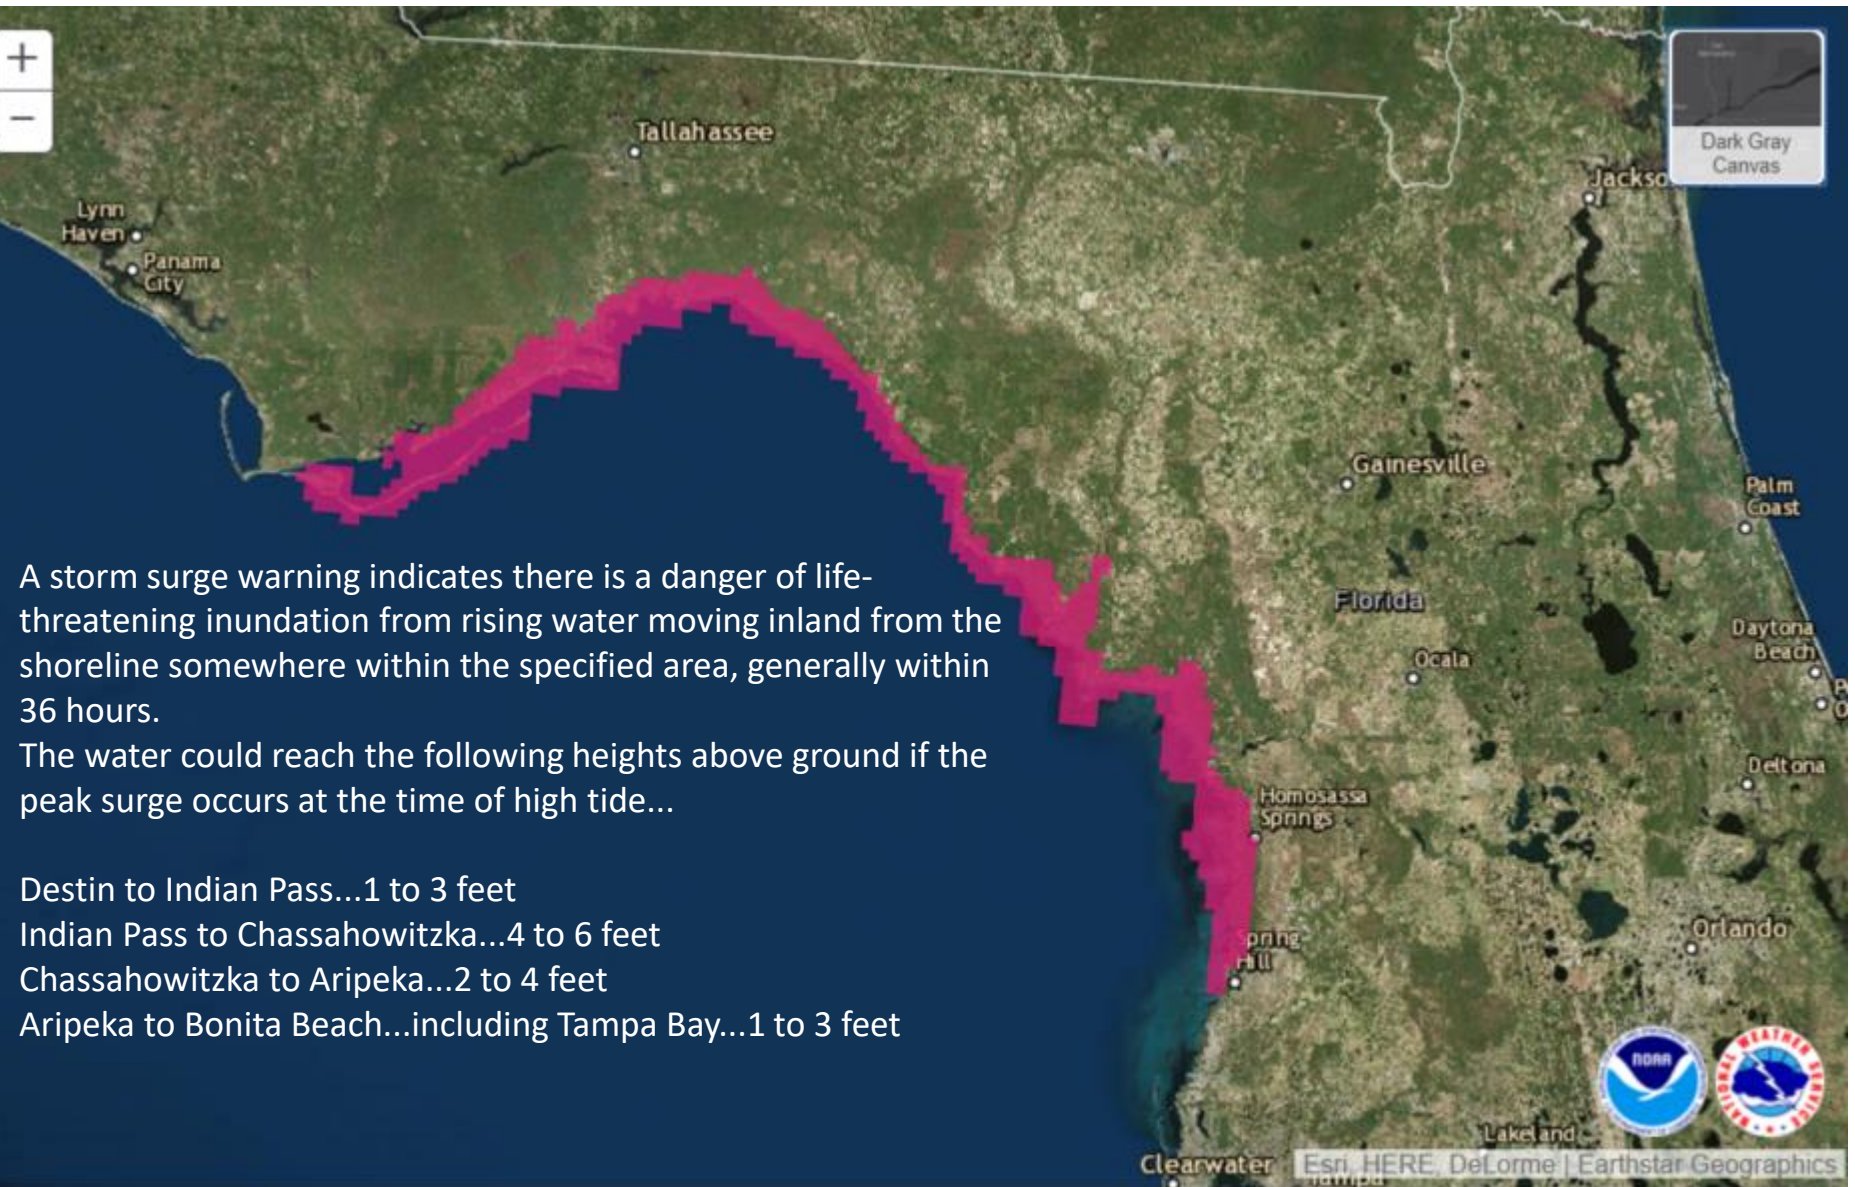 +
−
Tallahassee
Dark Gray
Canvas
Jackso
Lynn
Haven
Panama
City
Gainesville
Palm
Coast
A storm surge warning indicates there is a danger of life-
threatening inundation from rising water moving inland from the
shoreline somewhere within the specified area, generally within
36 hours.
The water could reach the following heights above ground if the
peak surge occurs at the time of high tide...
Florida
Daytona
Beach
Ocala
P
O
Deltona
Homosassa
Springs
Destin to Indian Pass...1 to 3 feet
Indian Pass to Chassahowitzka...4 to 6 feet
Chassahowitzka to Aripeka...2 to 4 feet
Aripeka to Bonita Beach...including Tampa Bay...1 to 3 feet
Spring
Hill
Orlando
NOAA
NATIONAL WEATHER SERVICE
Lakeland
Clearwater
Esri, HERE, DeLorme | Earthstar Geographics
Tampa